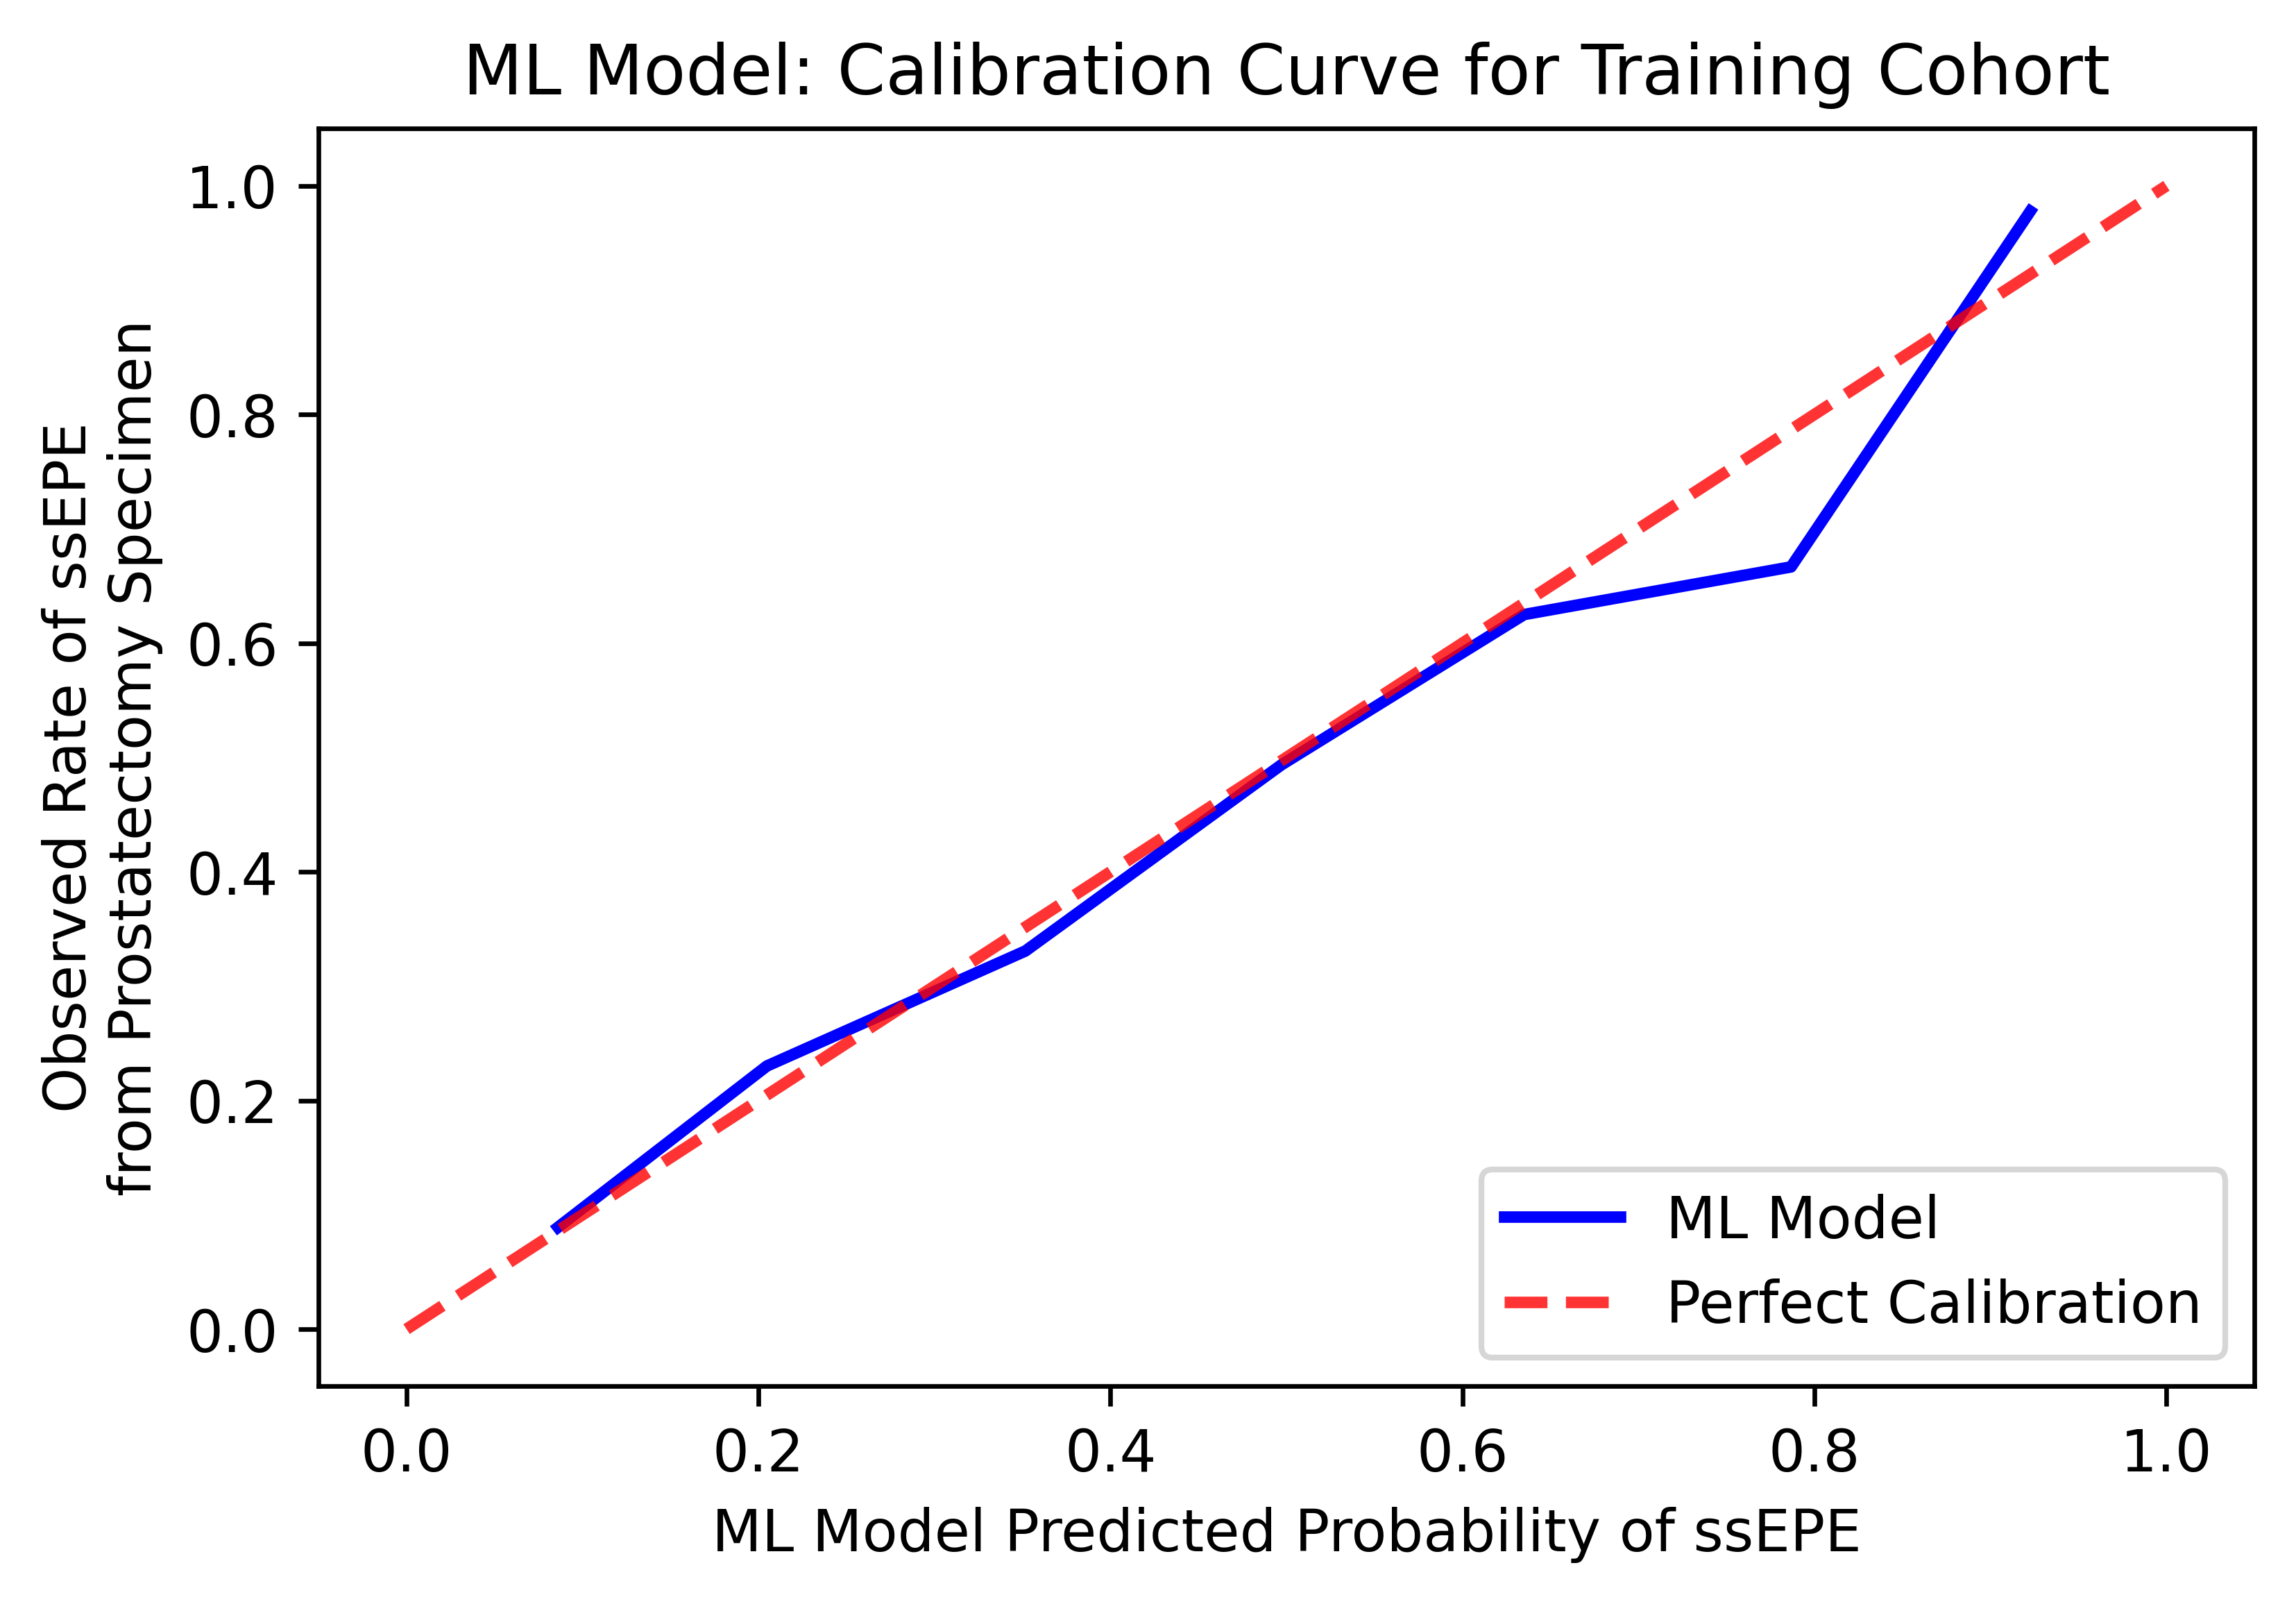 ML Model: Calibration Curve for Training Cohort
Observed Rate of ssEPE
from Prostatectomy Specimen
1.0
0.8
0.6
0.4
0.2
0.0
ML Model
Perfect Calibration
0.0 0.2 0.4 0.6 0.8 1.0
ML Model Predicted Probability of ssEPE